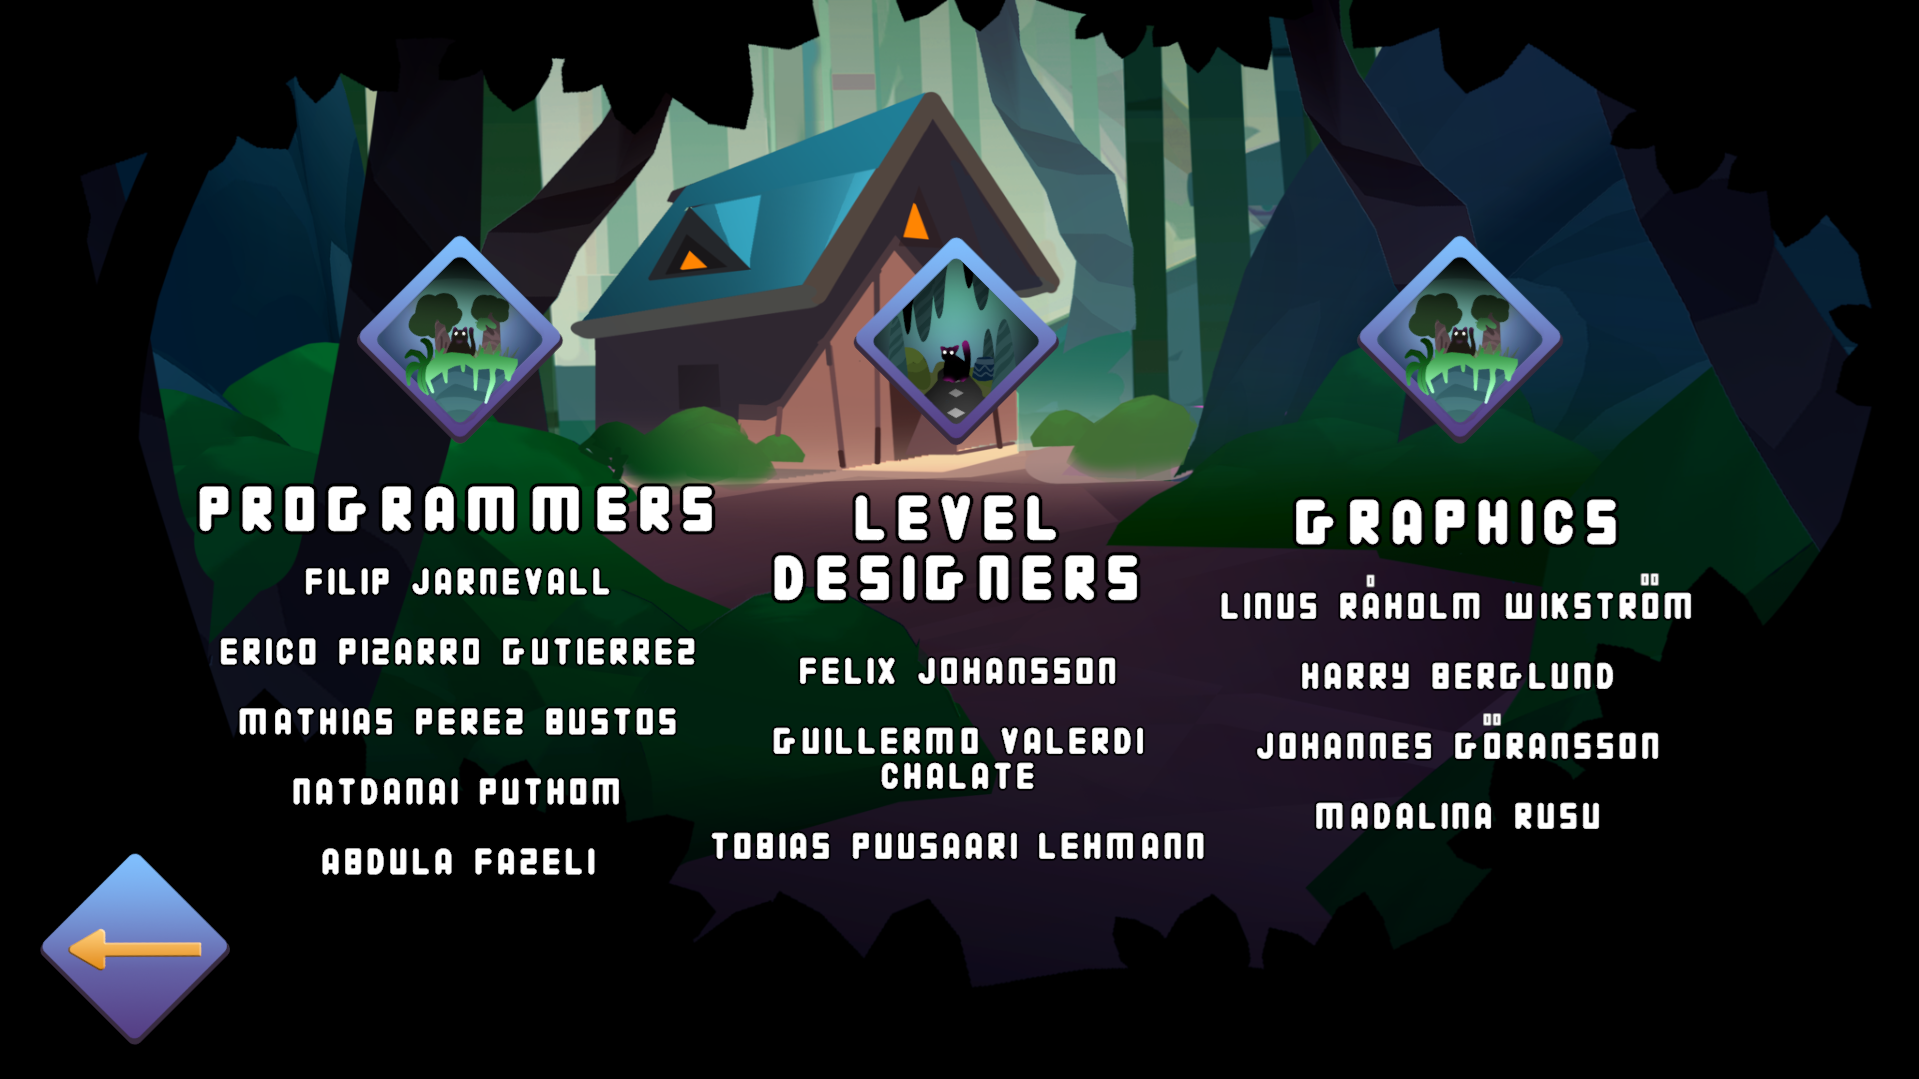 PROGRAMMERS
FILIP JARNEVALL
ERICO PIZARRO GUTIERREZ
MATHIAS PEREZ BUSTOS
NATDANAI PUTHOM
ABDULA FAZELI
LEVEL
DESIGNERS
FELIX JOHANSSON
GUILLERMO VALERDI
CHALATE
TOBIAS PUUSAARI LEHMANN
GRAPHICS
LINUS RÅHOLM WIKSTRÖM
HARRY BERGLUND
JOHANNES GÖRANSSON
MADALINA RUSU